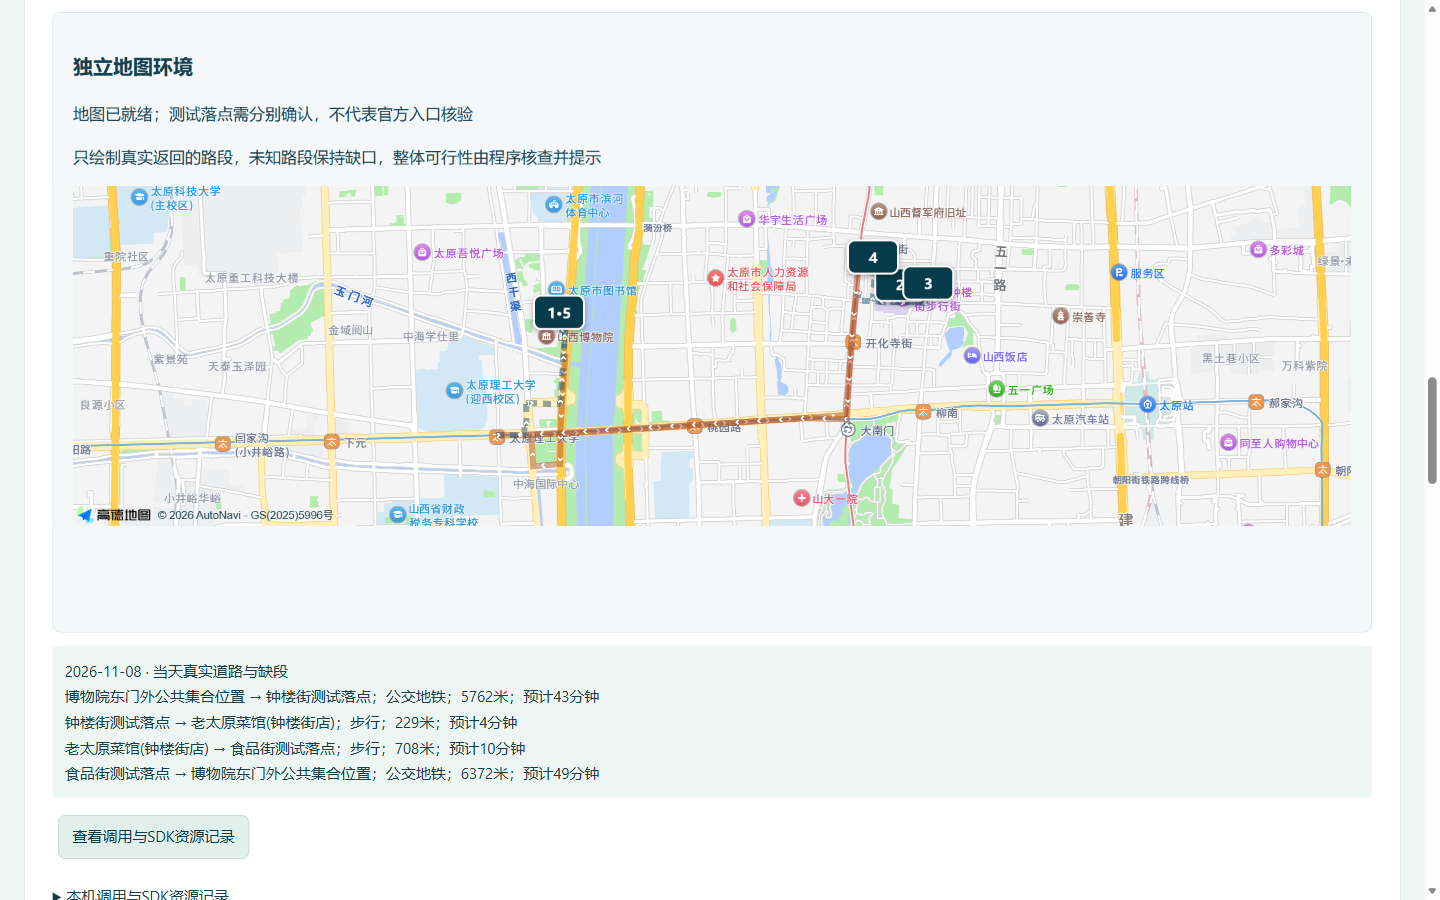 独立地图环境
地图已就绪；测试落点需分别确认，不代表官方入口核验
只绘制真实返回的路段，未知路段保持缺口，整体可行性由程序核查并提示
太原科技大学
(主校区)
太原市滨河
体育中心
漪汾桥
华宇生活广场
山西督军府旧址
重院社区
太原吾悦广场
街
五一路
多彩城
绿景·未
太原重工科技大楼
西干渠
太原市图书馆
太原市人力资源
和社会保障局
4
2
3
钟楼
街步行街
服务区
玉门河
1•5
金域阅山
中海学仕里
山西博物院
开化寺街
崇善寺
紫景苑
天泰玉泽园
山西饭店
黑土巷小区
万科紫院
太原理工大学
(迎西校区)
五一广场
良源小区
太原站
郝家沟
柳南
太原汽车站
桃园路
大南门
闫家沟
(小井峪路)
下元
太原理工大学
同至人购物中心
阳路
中海国际中心
朝阳街铁路跨线桥
朝阳
小井峪华峪
山西省财政
税务专科学校
山大一院
建
高德地图 © 2026 AutoNavi - GS(2025)5996号
2026-11-08 · 当天真实道路与缺段
博物院东门外公共集合位置 → 钟楼街测试落点；公交地铁；5762米；预计43分钟
钟楼街测试落点 → 老太原菜馆(钟楼街店)；步行；229米；预计4分钟
老太原菜馆(钟楼街店) → 食品街测试落点；步行；708米；预计10分钟
食品街测试落点 → 博物院东门外公共集合位置；公交地铁；6372米；预计49分钟
查看调用与SDK资源记录
▶ 本机调用与SDK资源记录